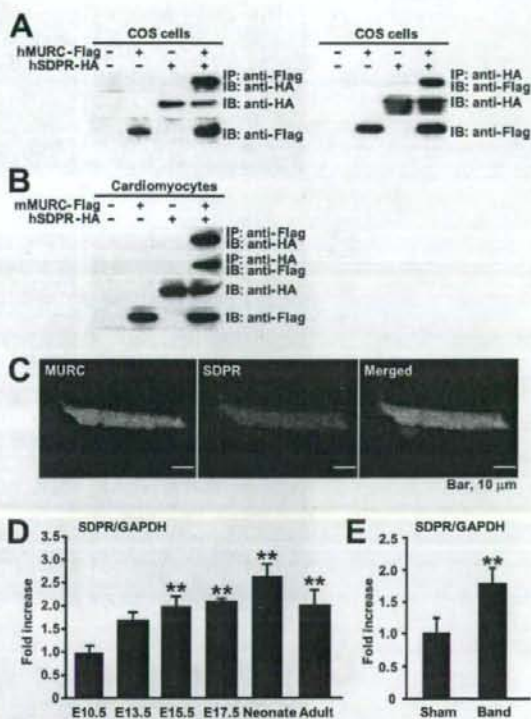 A
COS cells
COS cells
hMURC-Flag - + - +
- + - +
hSDPR-HA - - + +
- - + +
IP: anti-Flag
IB: anti-HA
IB: anti-HA
IB: anti-Flag
IP: anti-HA
IB: anti-Flag
IB: anti-HA
IB: anti-Flag
B
Cardiomyocytes
mMURC-Flag - + - +
hSDPR-HA - - + +
IP: anti-Flag
IB: anti-HA
IP: anti-HA
IB: anti-Flag
IB: anti-HA
IB: anti-Flag
C
MURC
SDPR
Merged
Bar, 10 μm
D
SDPR/GAPDH
Fold increase
3.5
3.0
2.5
2.0
1.5
1.0
0.5
0
** ** ** **
E10.5 E13.5 E15.5 E17.5 Neonate Adult
E
SDPR/GAPDH
Fold increase
2.5
2.0
1.5
1.0
0.5
0
**
Sham Band